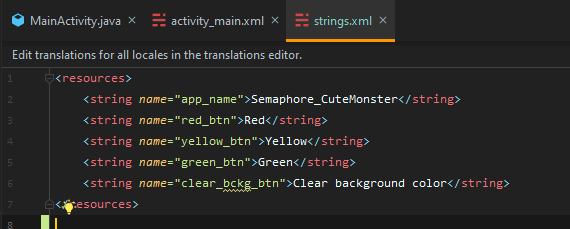 MainActivity.java × activity_main.xml × strings.xml ×
Edit translations for all locales in the translations editor.
1 <resources>
2 <string name="app_name">Semaphore_CuteMonster</string>
3 <string name="red_btn">Red</string>
4 <string name="yellow_btn">Yellow</string>
5 <string name="green_btn">Green</string>
6 <string name="clear_bckg_btn">Clear background color</string>
7 </resources>
8